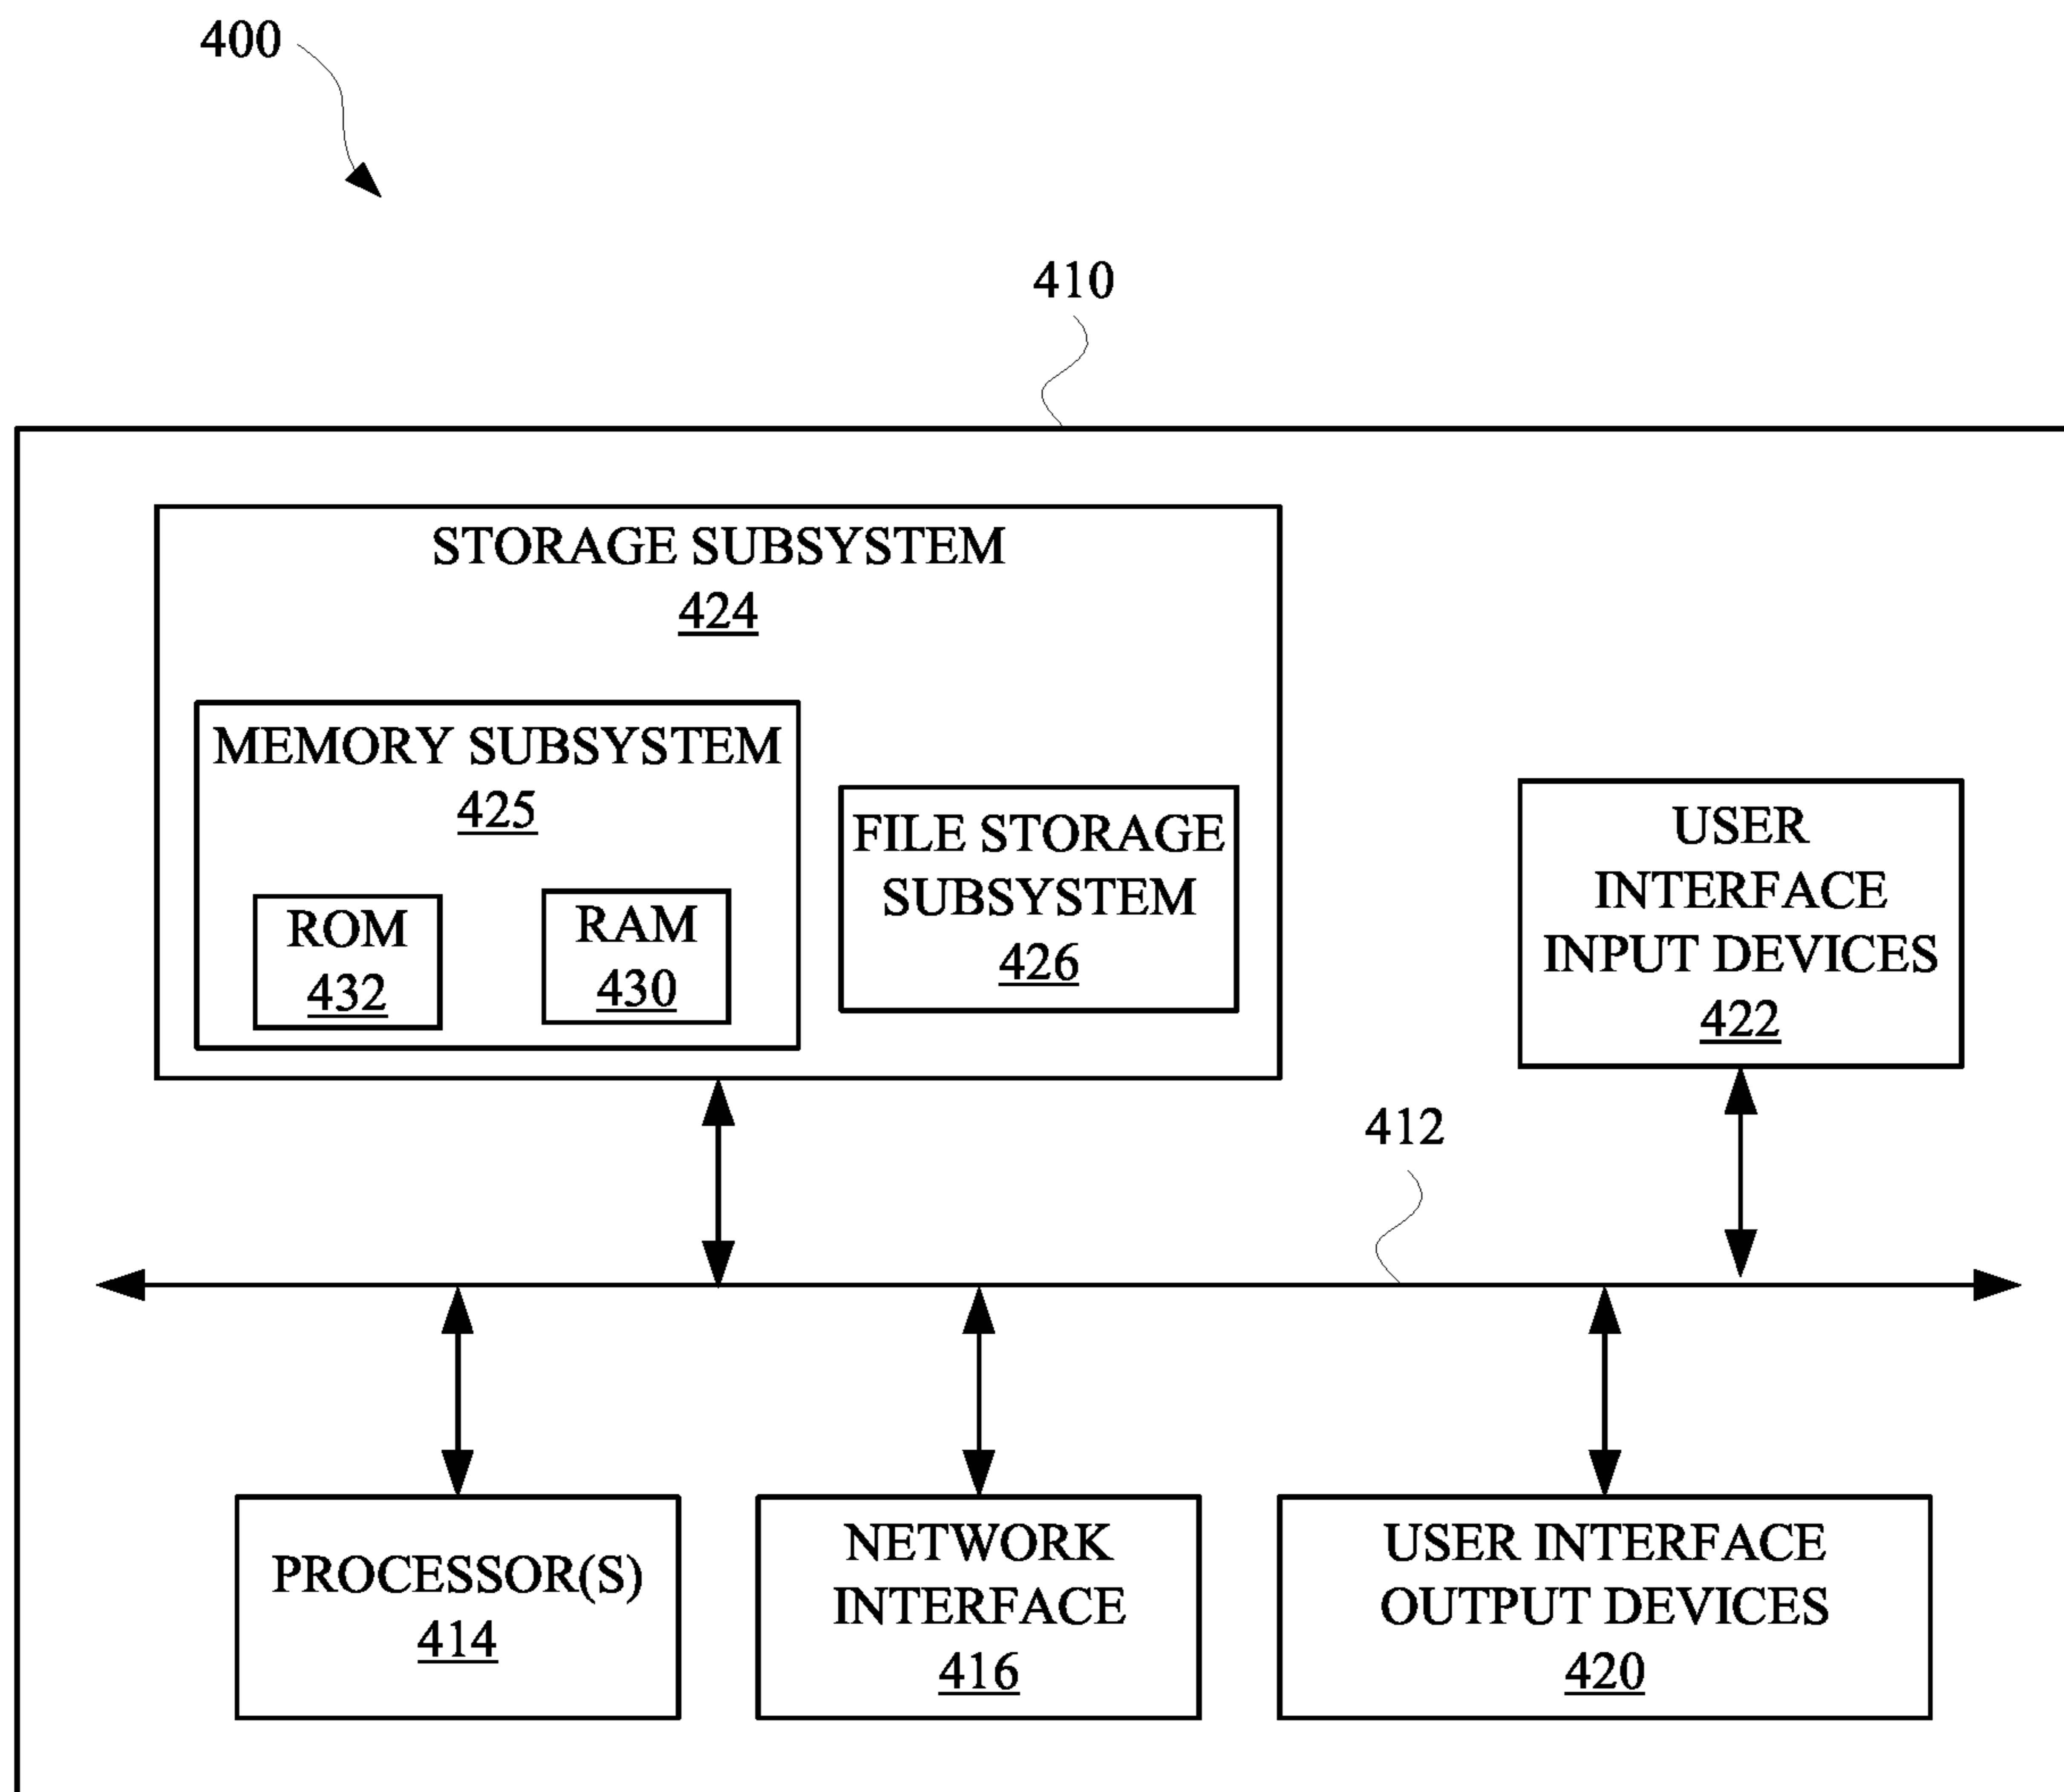 400
410
STORAGE SUBSYSTEM
424
MEMORY SUBSYSTEM
425
ROM
432
RAM
430
FILE STORAGE
SUBSYSTEM
426
USER
INTERFACE
INPUT DEVICES
422
412
PROCESSOR(S)
414
NETWORK
INTERFACE
416
USER INTERFACE
OUTPUT DEVICES
420